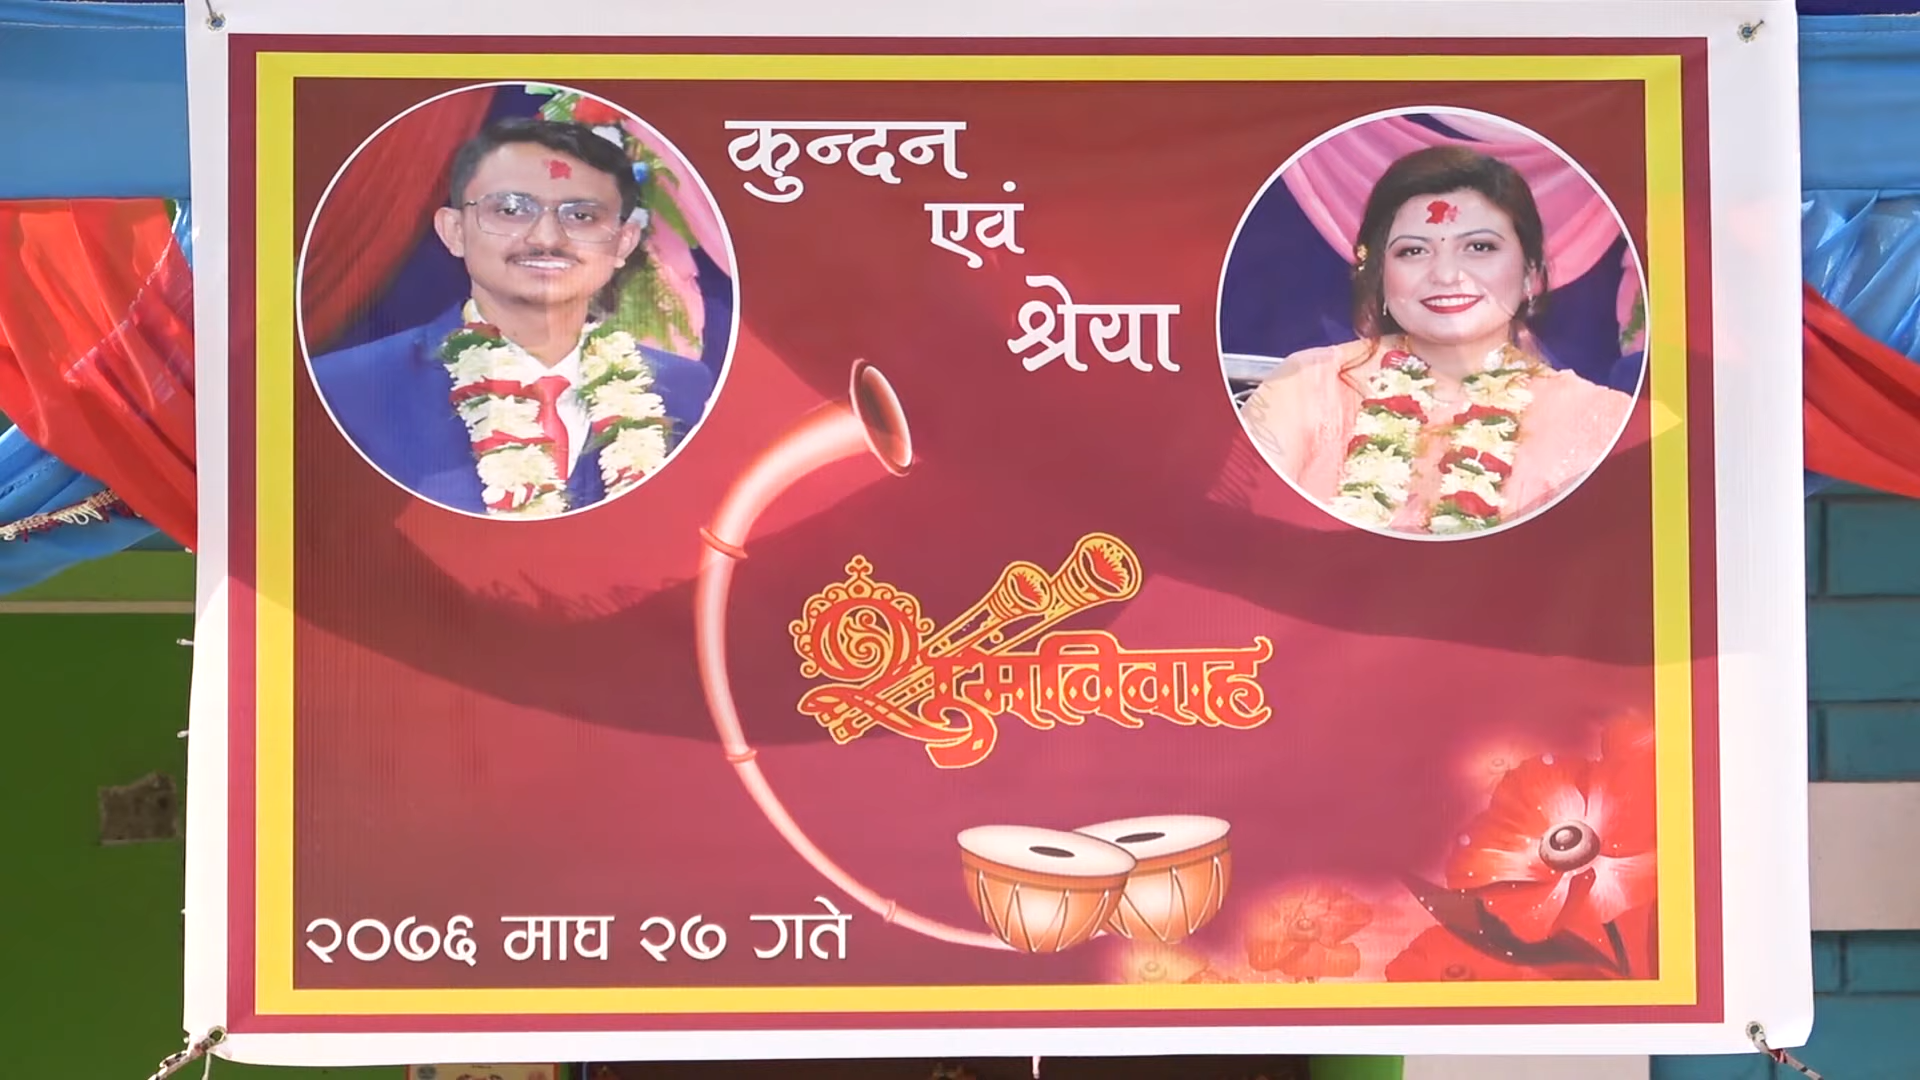 कुन्दन
एवं
श्रेया
शुभविवाह
२०७६ माघ २७ गते